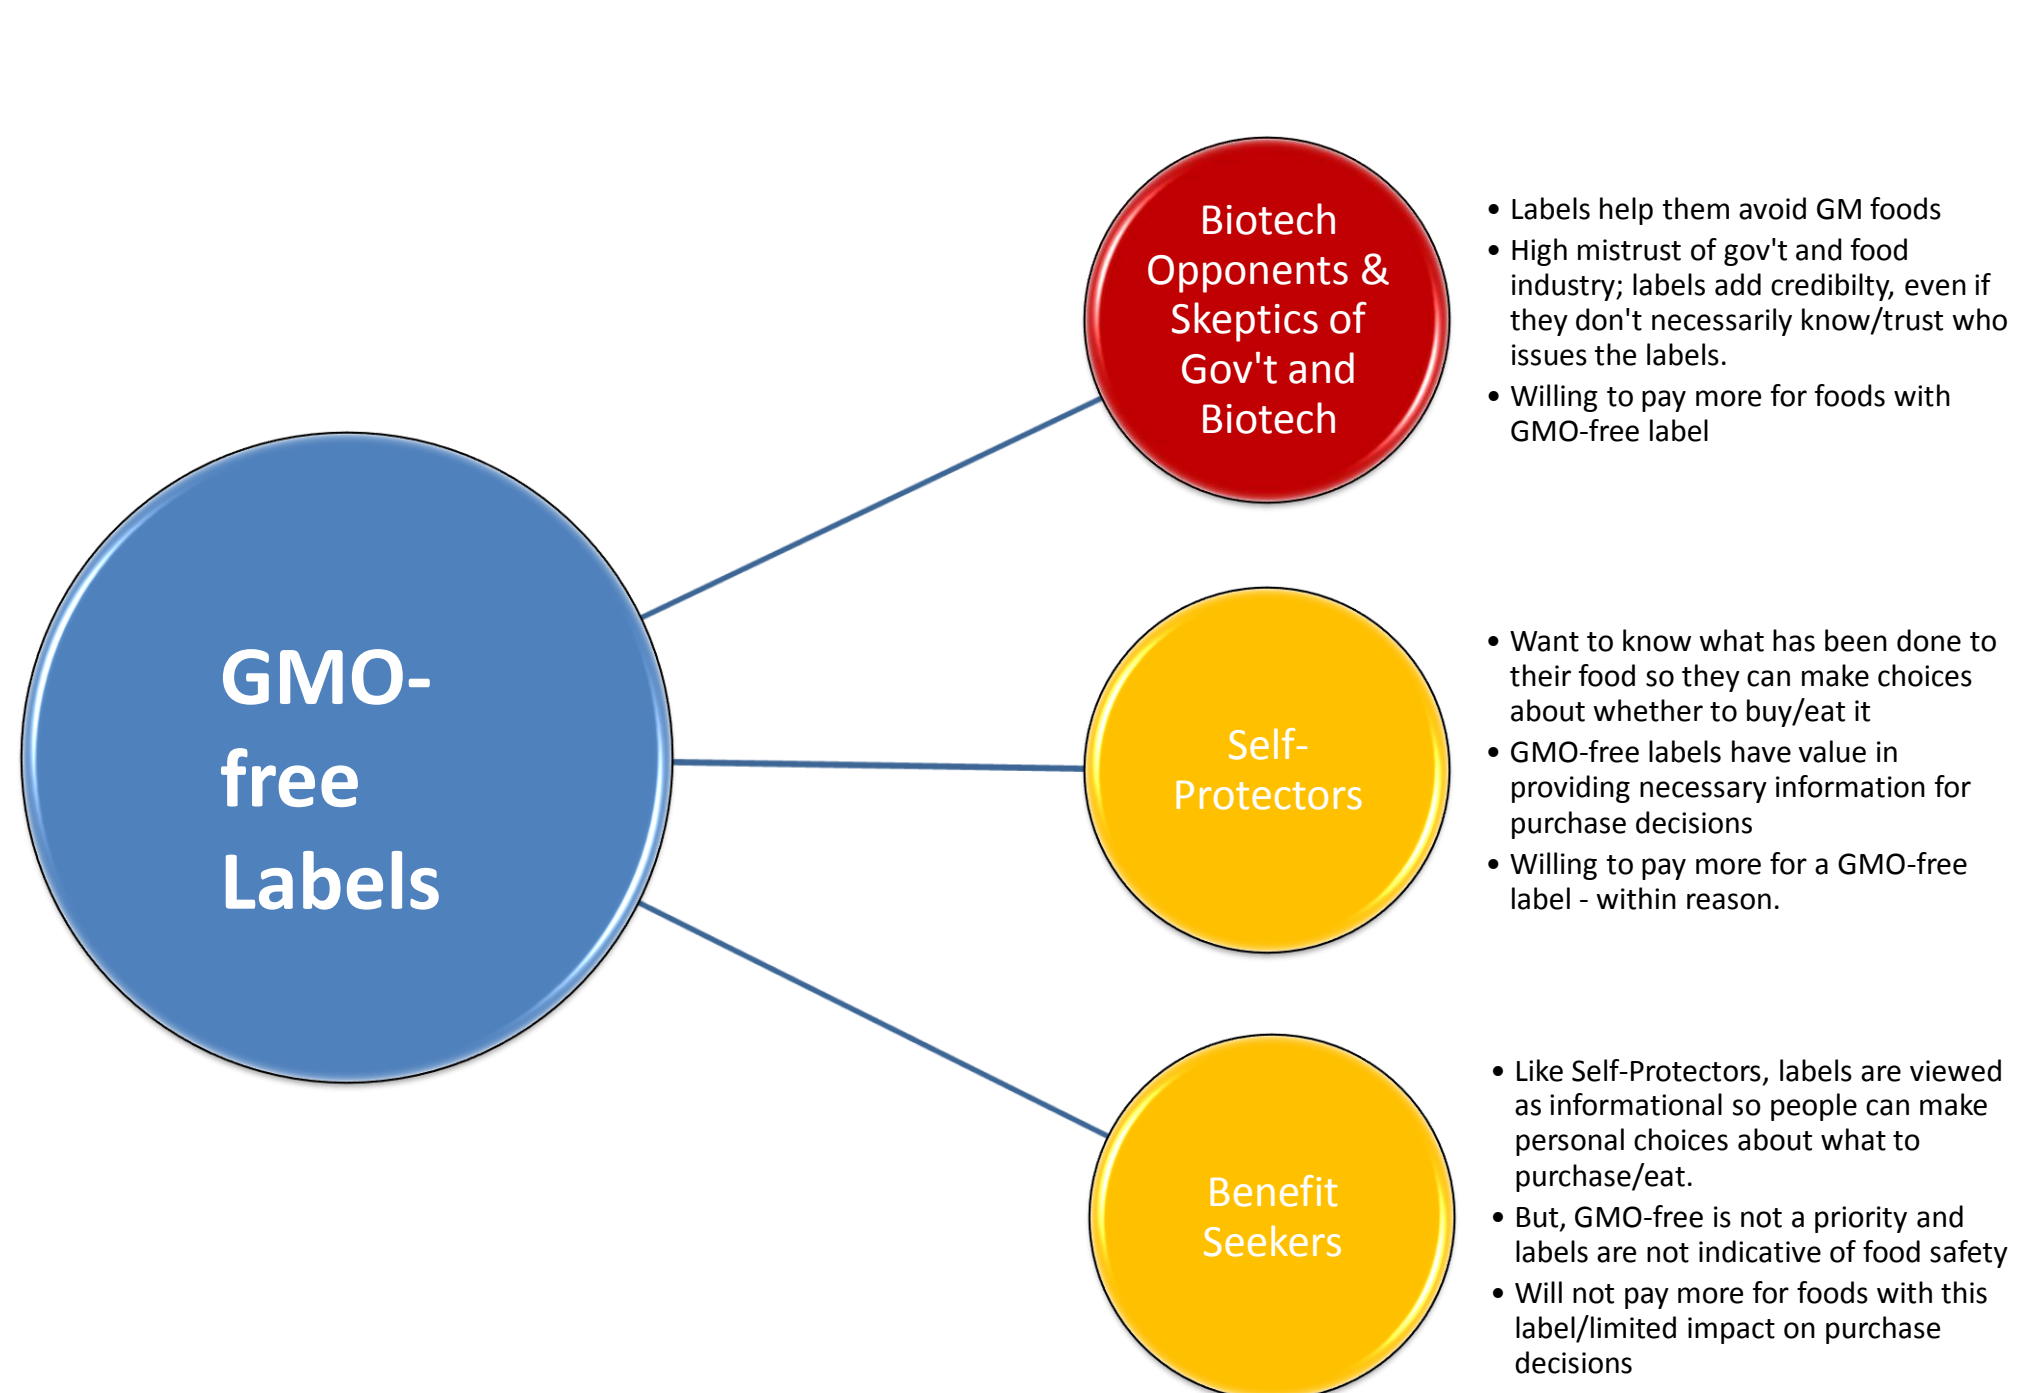 GMO-
free
Labels
Biotech
Opponents &
Skeptics of
Gov't and
Biotech
• Labels help them avoid GM foods
• High mistrust of gov't and food
industry; labels add credibilty, even if
they don't necessarily know/trust who
issues the labels.
• Willing to pay more for foods with
GMO-free label
Self-
Protectors
• Want to know what has been done to
their food so they can make choices
about whether to buy/eat it
• GMO-free labels have value in
providing necessary information for
purchase decisions
• Willing to pay more for a GMO-free
label - within reason.
Benefit
Seekers
• Like Self-Protectors, labels are viewed
as informational so people can make
personal choices about what to
purchase/eat.
• But, GMO-free is not a priority and
labels are not indicative of food safety
• Will not pay more for foods with this
label/limited impact on purchase
decisions